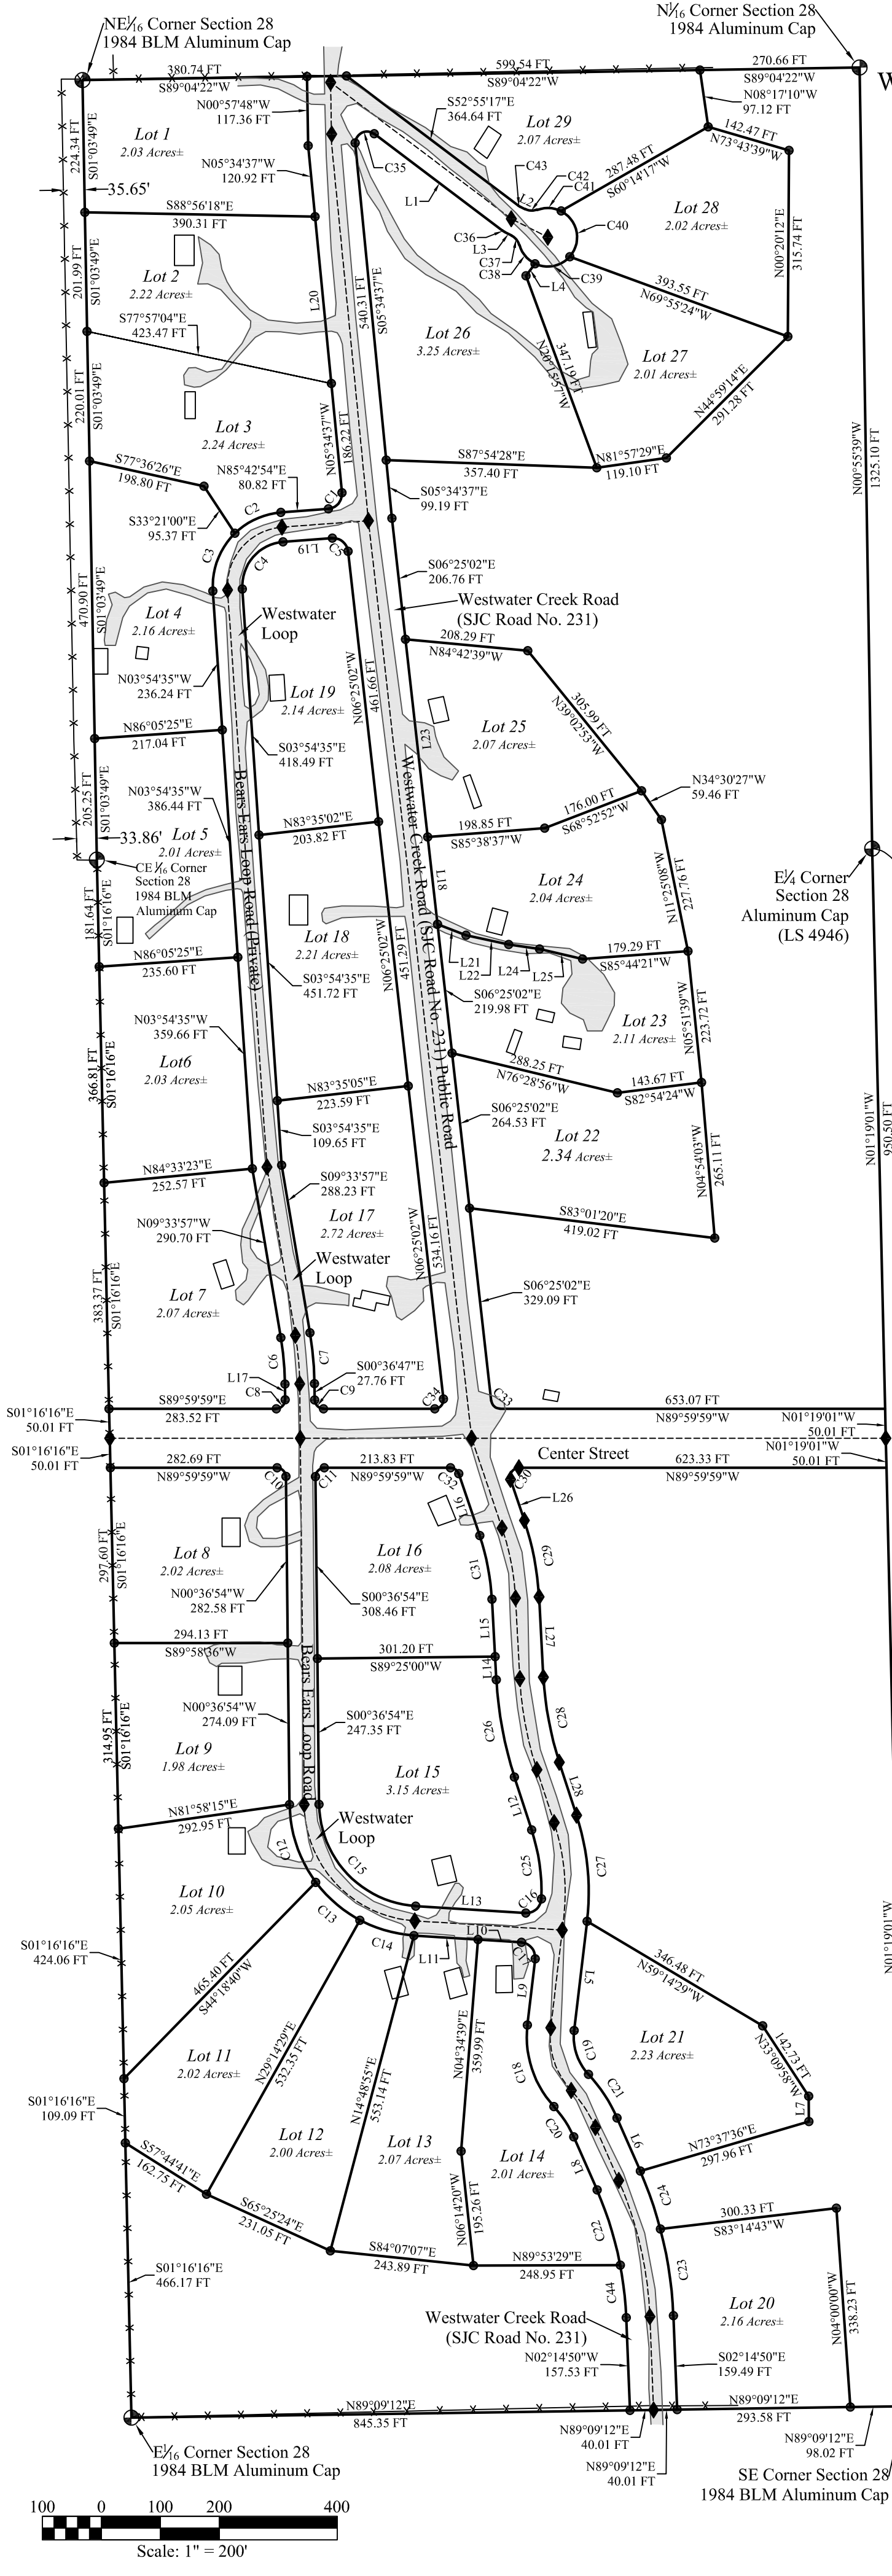 NE1⁄16 Corner Section 28
1984 BLM Aluminum Cap
N1⁄16 Corner Section 28
1984 Aluminum Cap
380.74 FT
S89°04'22"W
599.54 FT
S89°04'22"W
270.66 FT
S89°04'22"W
W
N00°57'48"W
117.36 FT
S52°55'17"E
364.64 FT
Lot 29
2.07 Acres±
N08°17'10"W
97.12 FT
142.47 FT
N73°43'39"W
224.34 FT
S01°03'49"E
Lot 1
2.03 Acres±
N05°34'37"W
120.92 FT
C35
C43
C42
C41
287.48 FT
S60°14'17"W
35.65'
L1
L2
S88°56'18"E
390.31 FT
C40
Lot 28
2.02 Acres±
N00°20'12"E
315.74 FT
C36
L3
C37
C38
L4
C39
201.99 FT
S01°03'49"E
Lot 2
2.22 Acres±
S77°57'04"E
423.47 FT
L20
540.31 FT
S05°34'37"E
393.55 FT
N69°55'24"W
Lot 26
3.25 Acres±
347.19 FT
N20°15'57"W
Lot 27
2.01 Acres±
N44°59'14"E
291.28 FT
220.01 FT
S01°03'49"E
Lot 3
2.24 Acres±
N05°34'37"W
186.22 FT
S87°54'28"E
357.40 FT
N81°57'29"E
119.10 FT
N00°55'39"W
1325.10 FT
S77°36'26"E
198.80 FT
N85°42'54"E
80.82 FT
S05°34'37"E
99.19 FT
S33°21'00"E
95.37 FT
C2
C1
C3
C4
L19
C5
S06°25'02"E
206.76 FT
470.90 FT
S01°03'49"E
Lot 4
2.16 Acres±
Westwater
Loop
Westwater Creek Road
(SJC Road No. 231)
208.29 FT
N84°42'39"W
N03°54'35"W
236.24 FT
Lot 19
2.14 Acres±
N06°25'02"W
461.66 FT
305.99 FT
N39°02'53"W
Lot 25
2.07 Acres±
L23
N86°05'25"E
217.04 FT
S03°54'35"E
418.49 FT
N34°30'27"W
59.46 FT
N03°54'35"W
386.44 FT
Bears Ears Loop Road (Private)
Westwater Creek Road (SJC Road No. 231) Public Road
176.00 FT
S68°52'52"W
205.25 FT
S01°03'49"E
33.86'
Lot 5
2.01 Acres±
N83°35'02"E
203.82 FT
198.85 FT
S85°38'37"W
CE 1⁄16 Corner
Section 28
1984 BLM
Aluminum Cap
L18
Lot 24
2.04 Acres±
E1⁄4 Corner
Section 28
Aluminum Cap
(LS 4946)
N11°25'08"W
227.76 FT
181.64 FT
S01°16'16"E
Lot 18
2.21 Acres±
N06°25'02"W
451.29 FT
L21
L22
L24
L25
179.29 FT
S85°44'21"W
N86°05'25"E
235.60 FT
S03°54'35"E
451.72 FT
S06°25'02"E
219.98 FT
Lot 23
2.11 Acres±
N05°51'39"W
223.72 FT
N03°54'35"W
359.66 FT
Lot6
2.03 Acres±
366.81 FT
S01°16'16"E
N83°35'05"E
223.59 FT
288.25 FT
N76°28'56"W
143.67 FT
S82°54'24"W
S03°54'35"E
109.65 FT
S06°25'02"E
264.53 FT
Lot 22
2.34 Acres±
N04°54'03"W
265.11 FT
N01°19'01"W
950.50 FT
N84°33'23"E
252.57 FT
S09°33'57"E
288.23 FT
N09°33'57"W
290.70 FT
Lot 17
2.72 Acres±
N06°25'02"W
534.16 FT
S83°01'20"E
419.02 FT
Westwater
Loop
383.37 FT
S01°16'16"E
Lot 7
2.07 Acres±
S06°25'02"E
329.09 FT
C6
C7
L17
C8
S00°36'47"E
27.76 FT
C9
C34
C33
S01°16'16"E
50.01 FT
S89°59'59"E
283.52 FT
653.07 FT
N89°59'59"W
N01°19'01"W
50.01 FT
S01°16'16"E
50.01 FT
Center Street
N01°19'01"W
50.01 FT
282.69 FT
N89°59'59"W
C10
C11
213.83 FT
N89°59'59"W
C32
C30
623.33 FT
N89°59'59"W
L16
L26
297.60 FT
S01°16'16"E
Lot 8
2.02 Acres±
Lot 16
2.08 Acres±
C31
C29
N00°36'54"W
282.58 FT
S00°36'54"E
308.46 FT
L15
L27
294.13 FT
S89°58'36"W
301.20 FT
S89°25'00"W
L14
Bears Ears Loop Road
N00°36'54"W
274.09 FT
S00°36'54"E
247.35 FT
C26
C28
314.95 FT
S01°16'16"E
Lot 9
1.98 Acres±
Lot 15
3.15 Acres±
L12
L28
N81°58'15"E
292.95 FT
Westwater
Loop
C12
C15
C25
C27
Lot 10
2.05 Acres±
C13
L13
C16
C14
L11
L10
S01°16'16"E
424.06 FT
465.40 FT
S44°18'40"W
346.48 FT
N59°14'29"W
N01°19'01"W
L9
L5
Lot 11
2.02 Acres±
N29°14'29"E
532.35 FT
N14°48'55"E
553.14 FT
N04°34'39"E
359.99 FT
Lot 21
2.23 Acres±
142.73 FT
N33°09'58"W
C18
C19
S01°16'16"E
109.09 FT
C20
C21
L7
S57°44'41"E
162.75 FT
Lot 12
2.00 Acres±
Lot 13
2.07 Acres±
Lot 14
2.01 Acres±
L8
L6
N73°37'36"E
297.96 FT
S65°25'24"E
231.05 FT
N06°14'20"W
195.26 FT
C22
C24
300.33 FT
S83°14'43"W
S84°07'07"E
243.89 FT
N89°53'29"E
248.95 FT
S01°16'16"E
466.17 FT
C44
C23
Westwater Creek Road
(SJC Road No. 231)
Lot 20
2.16 Acres±
N04°00'00"W
338.23 FT
N02°14'50"W
157.53 FT
S02°14'50"E
159.49 FT
N89°09'12"E
845.35 FT
N89°09'12"E
293.58 FT
N89°09'12"E
40.01 FT
N89°09'12"E
40.01 FT
N89°09'12"E
98.02 FT
E1⁄16 Corner Section 28
1984 BLM Aluminum Cap
SE Corner Section 28
1984 BLM Aluminum Cap
100 0 100 200 400
Scale: 1" = 200'